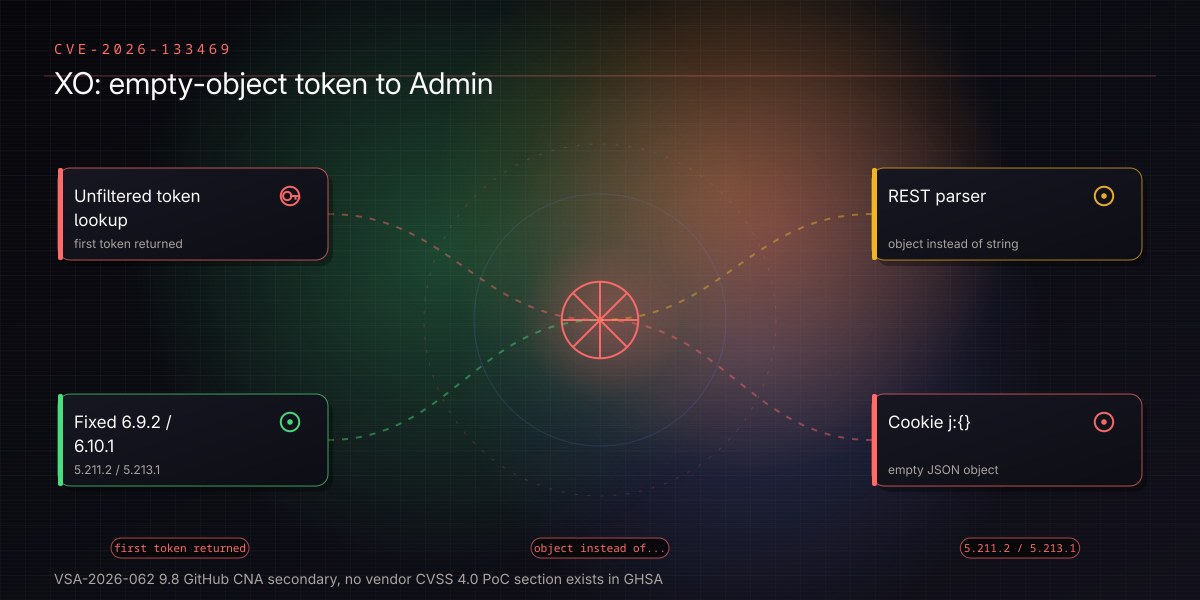 CVE-2026-133469
XO: empty-object token to Admin
Unfiltered token
lookup
first token returned
REST parser
object instead of string
Fixed 6.9.2 /
6.10.1
5.211.2 / 5.213.1
Cookie j:{}
empty JSON object
first token returned
object instead of...
5.211.2 / 5.213.1
VSA-2026-062 9.8 GitHub CNA secondary, no vendor CVSS 4.0 PoC section exists in GHSA